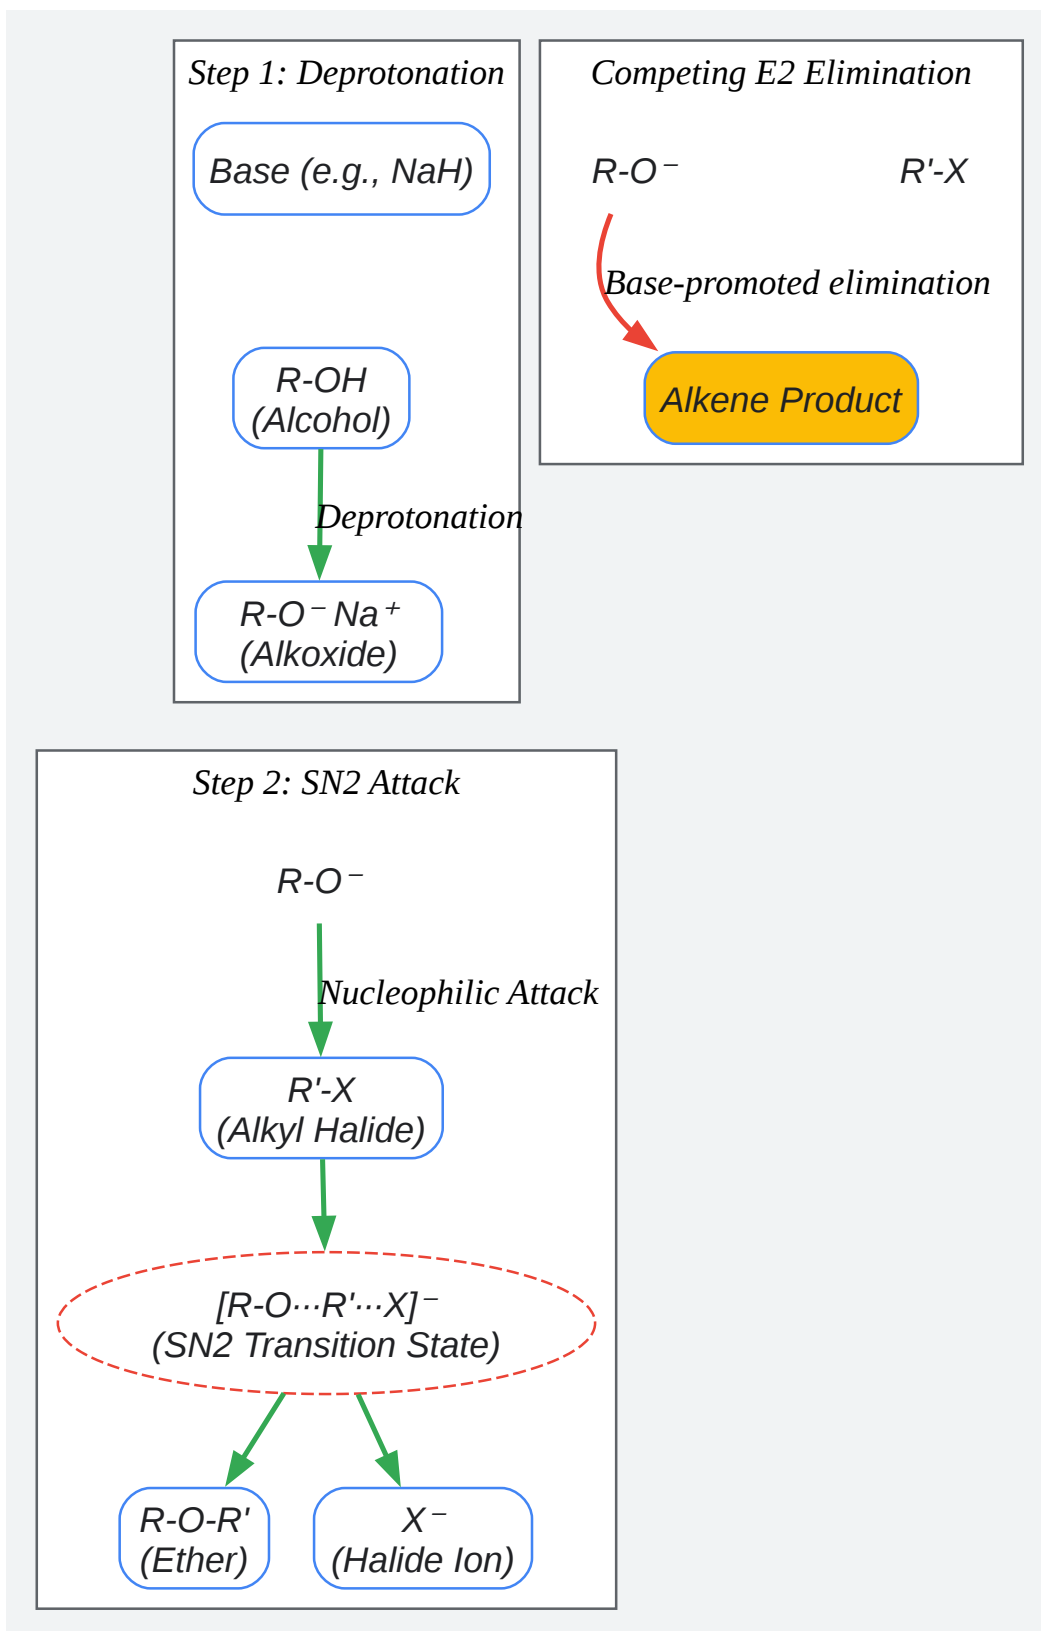 Step 1: Deprotonation
Base (e.g., NaH)
R-OH
(Alcohol)
Deprotonation
R-O⁻Na⁺
(Alkoxide)
Competing E2 Elimination
R-O⁻
R'-X
Base-promoted elimination
Alkene Product
Step 2: SN2 Attack
R-O⁻
Nucleophilic Attack
R'-X
(Alkyl Halide)
[R-O···R'···X]⁻
(SN2 Transition State)
R-O-R'
(Ether)
X⁻
(Halide Ion)